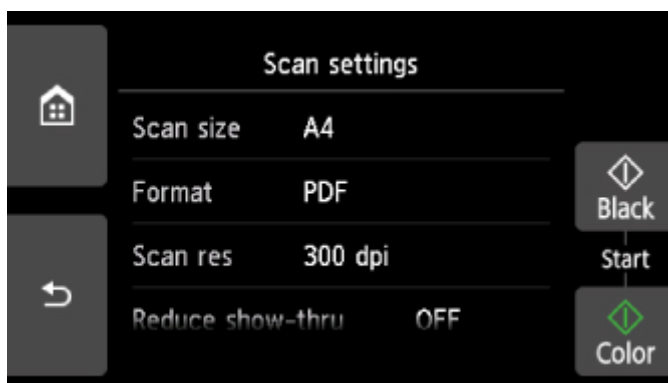 Scan settings
Scan size A4
Format PDF
Scan res 300 dpi
Reduce show-thru OFF
Black
Start
Color